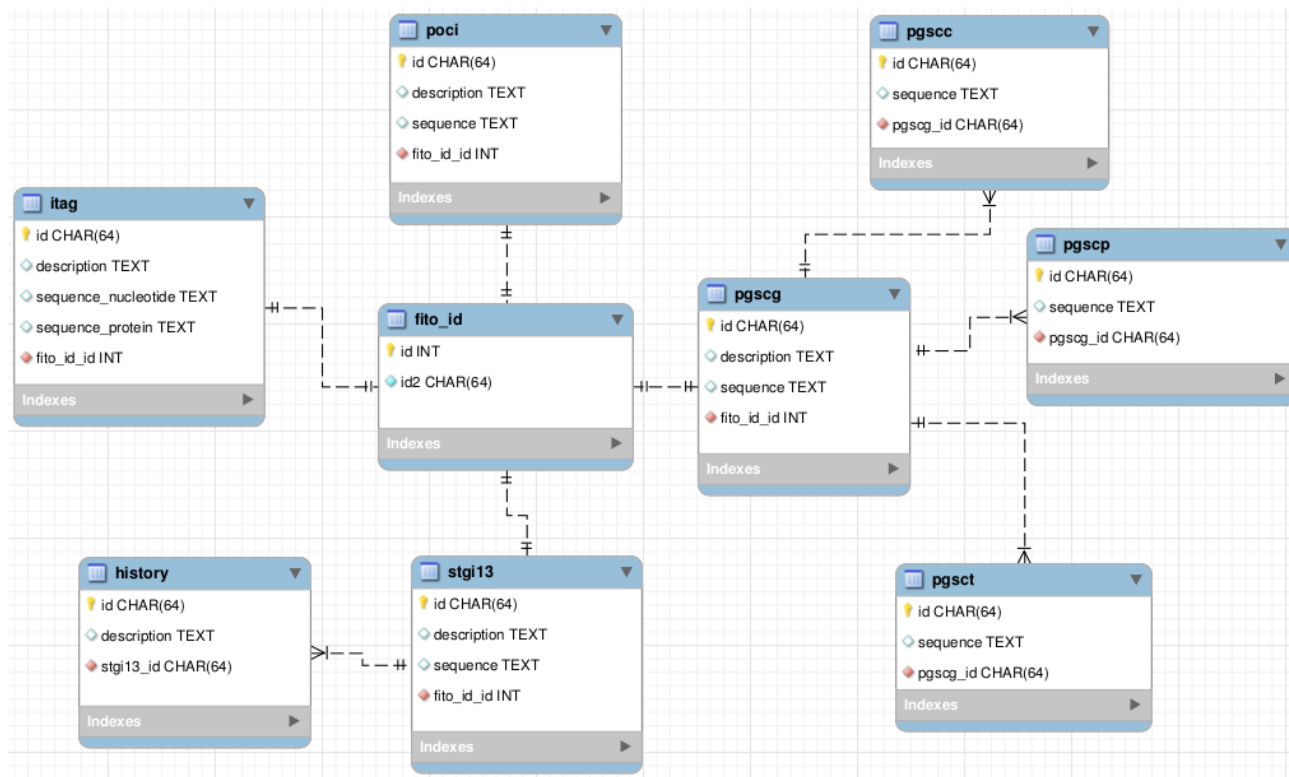 poci
id CHAR(64)
description TEXT
sequence TEXT
fito_id_id INT
Indexes
pgscc
id CHAR(64)
sequence TEXT
pgscg_id CHAR(64)
Indexes
itag
id CHAR(64)
description TEXT
sequence_nucleotide TEXT
sequence_protein TEXT
fito_id_id INT
Indexes
fito_id
id INT
id2 CHAR(64)
Indexes
pgscg
id CHAR(64)
description TEXT
sequence TEXT
fito_id_id INT
Indexes
pgscp
id CHAR(64)
sequence TEXT
pgscg_id CHAR(64)
Indexes
history
id CHAR(64)
description TEXT
stgi13_id CHAR(64)
Indexes
stgi13
id CHAR(64)
description TEXT
sequence TEXT
fito_id_id INT
Indexes
pgsct
id CHAR(64)
sequence TEXT
pgscg_id CHAR(64)
Indexes